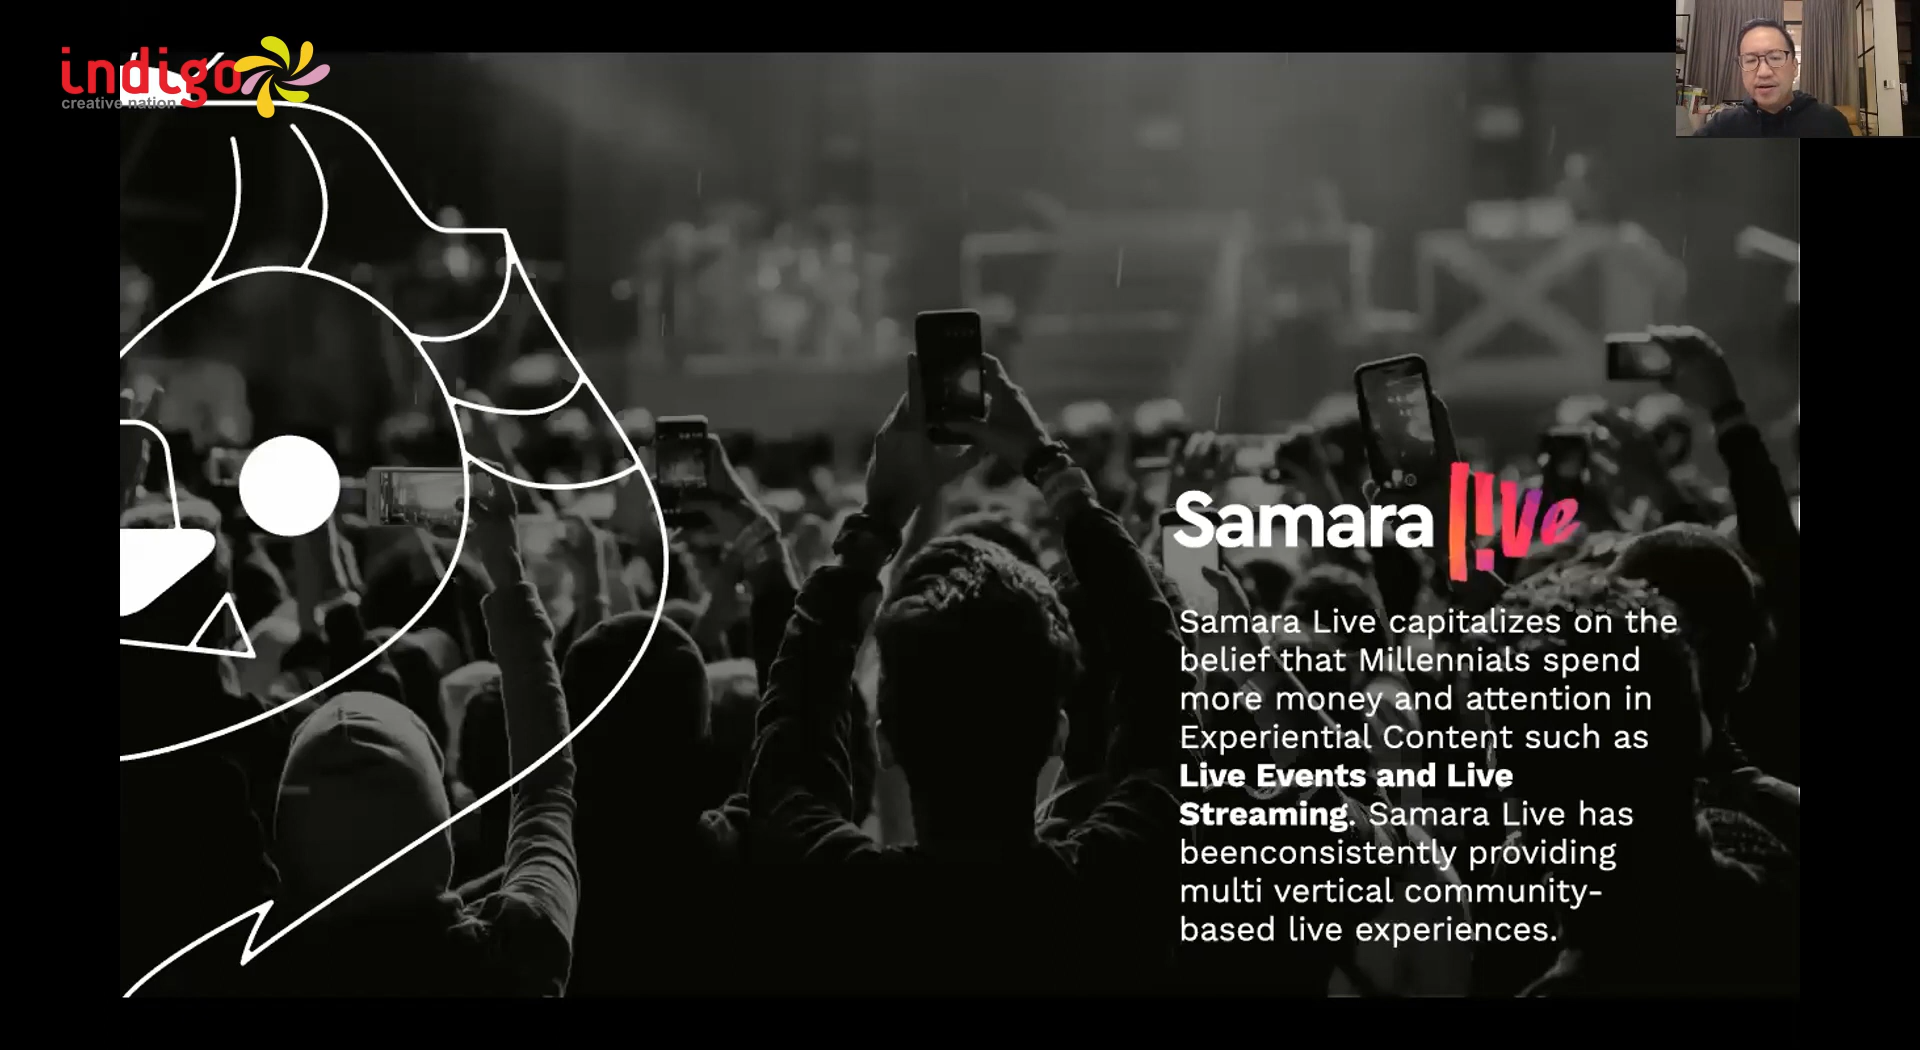 indigo
creative nation
Samara l!ve
Samara Live capitalizes on the
belief that Millennials spend
more money and attention in
Experiential Content such as
Live Events and Live
Streaming. Samara Live has
beenconsistently providing
multi vertical community-
based live experiences.